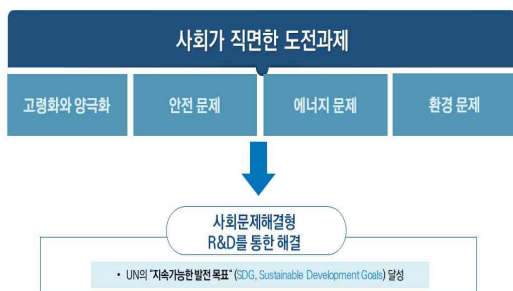 사회가 직면한 도전과제
고령화와 양극화 안전 문제 에너지 문제 환경 문제
사회문제해결형
R&D를 통한 해결
• UN의 "지속가능한 발전 목표" (SDG, Sustainable Development Goals) 달성